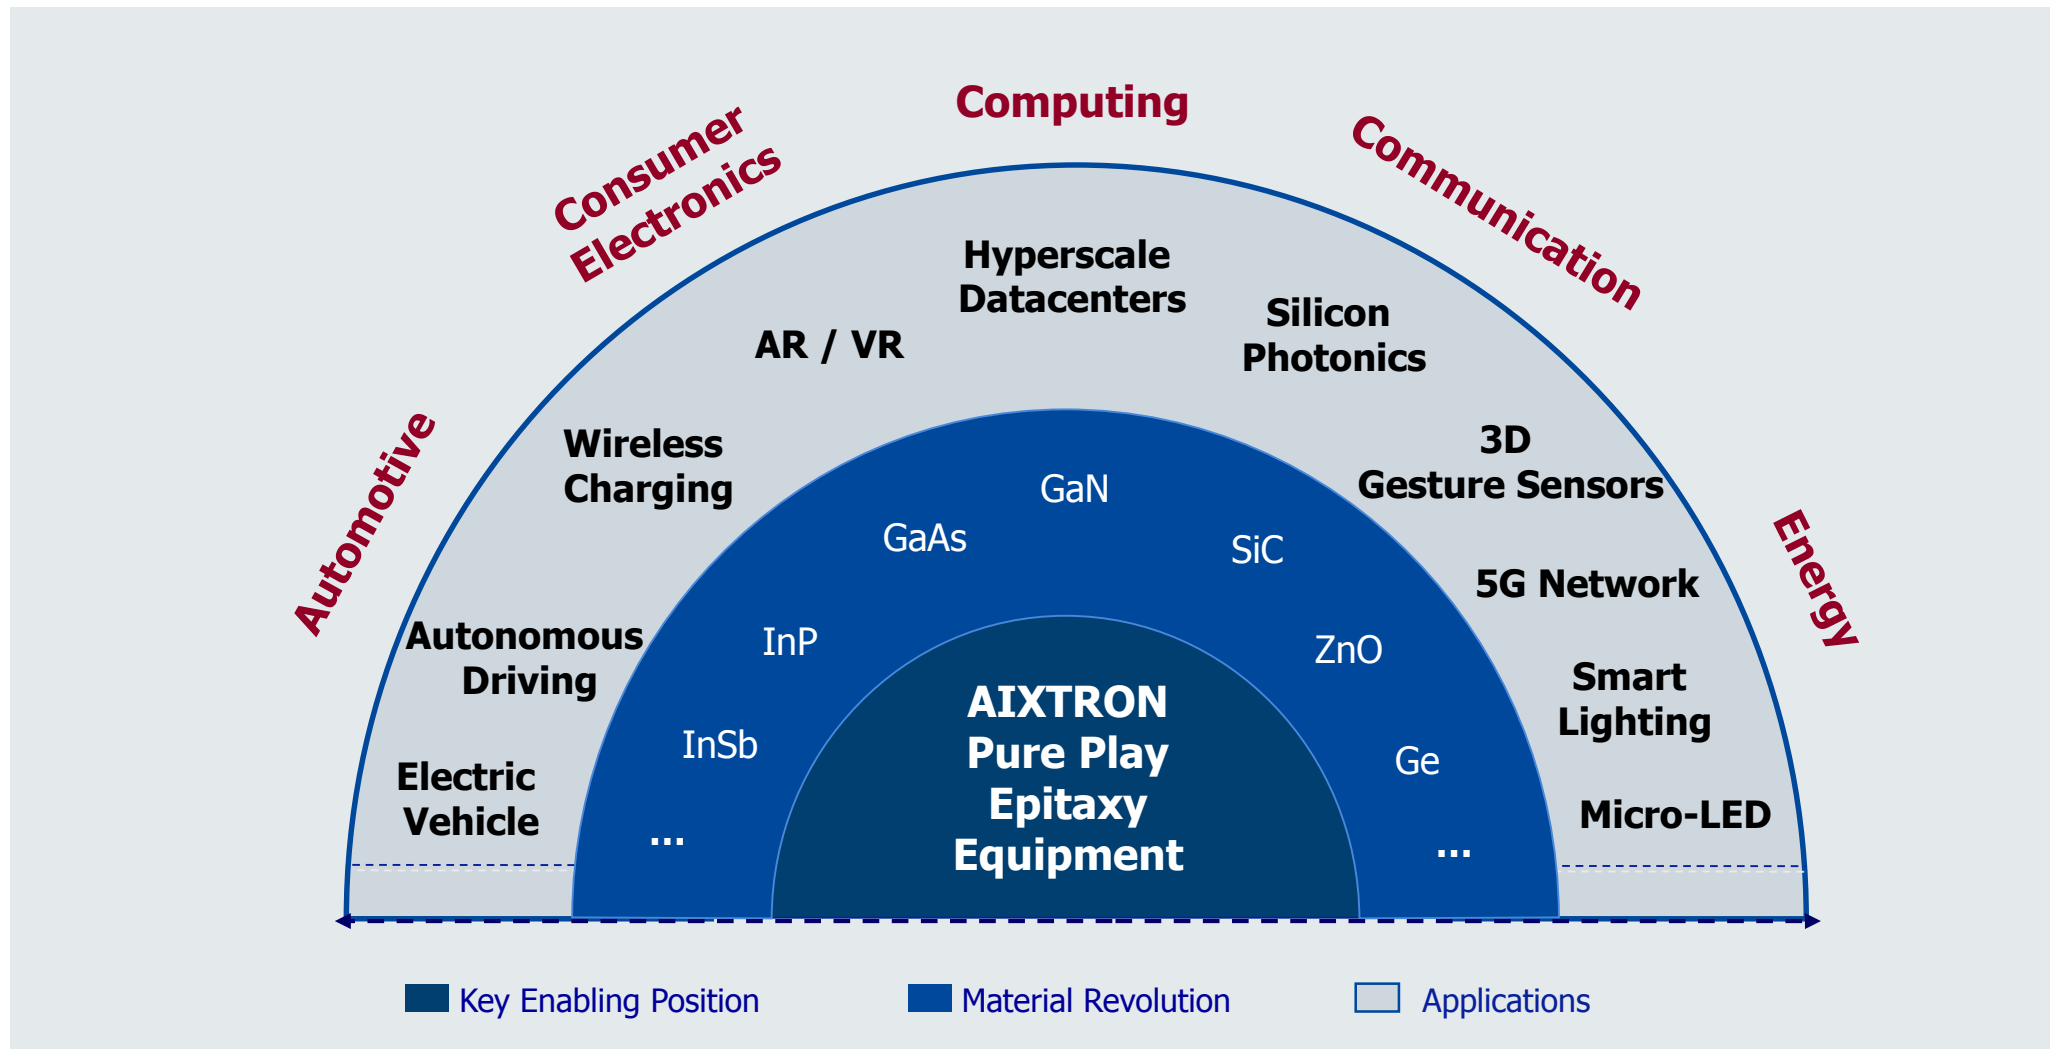 Computing
Consumer
Electronics
Communication
Automotive
Energy
Hyperscale
Datacenters
Silicon
Photonics
AR / VR
3D
Gesture Sensors
Wireless
Charging
5G Network
Autonomous
Driving
Smart
Lighting
Electric
Vehicle
Micro-LED
GaN
GaAs
SiC
InP
ZnO
InSb
Ge
...
...
AIXTRON
Pure Play
Epitaxy
Equipment
Key Enabling Position
Material Revolution
Applications